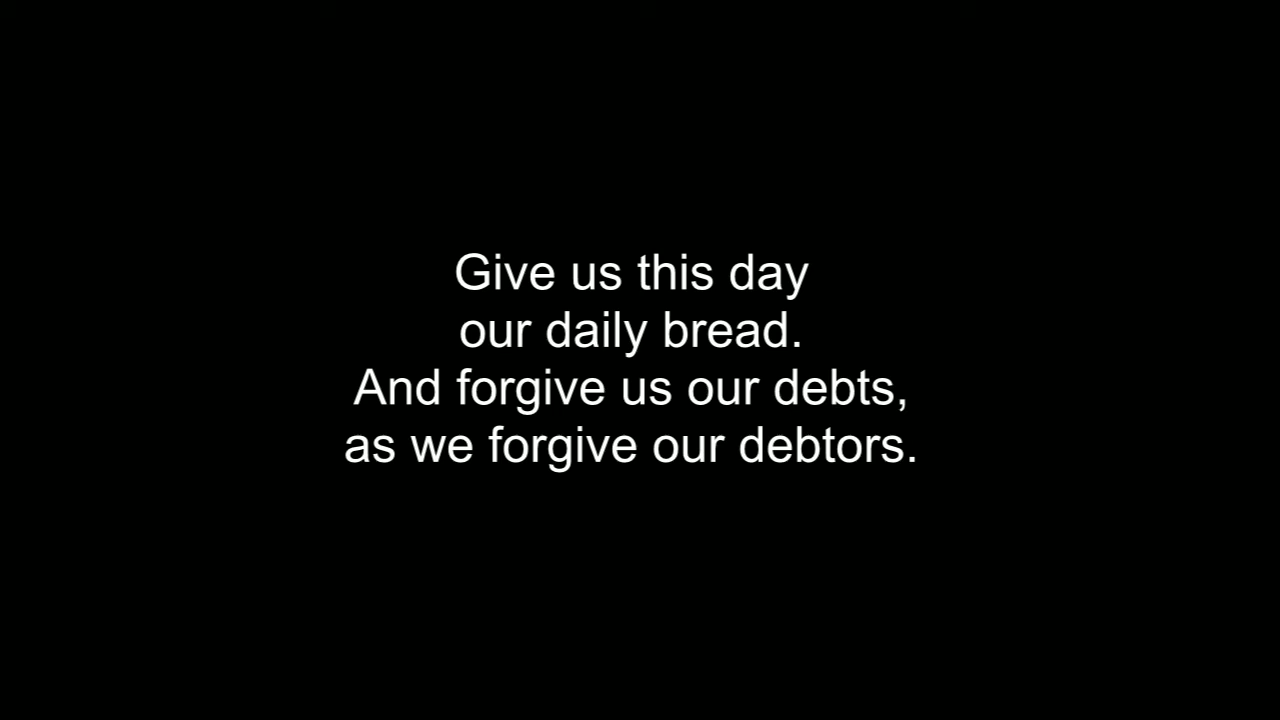 Give us this day
our daily bread.
And forgive us our debts,
as we forgive our debtors.